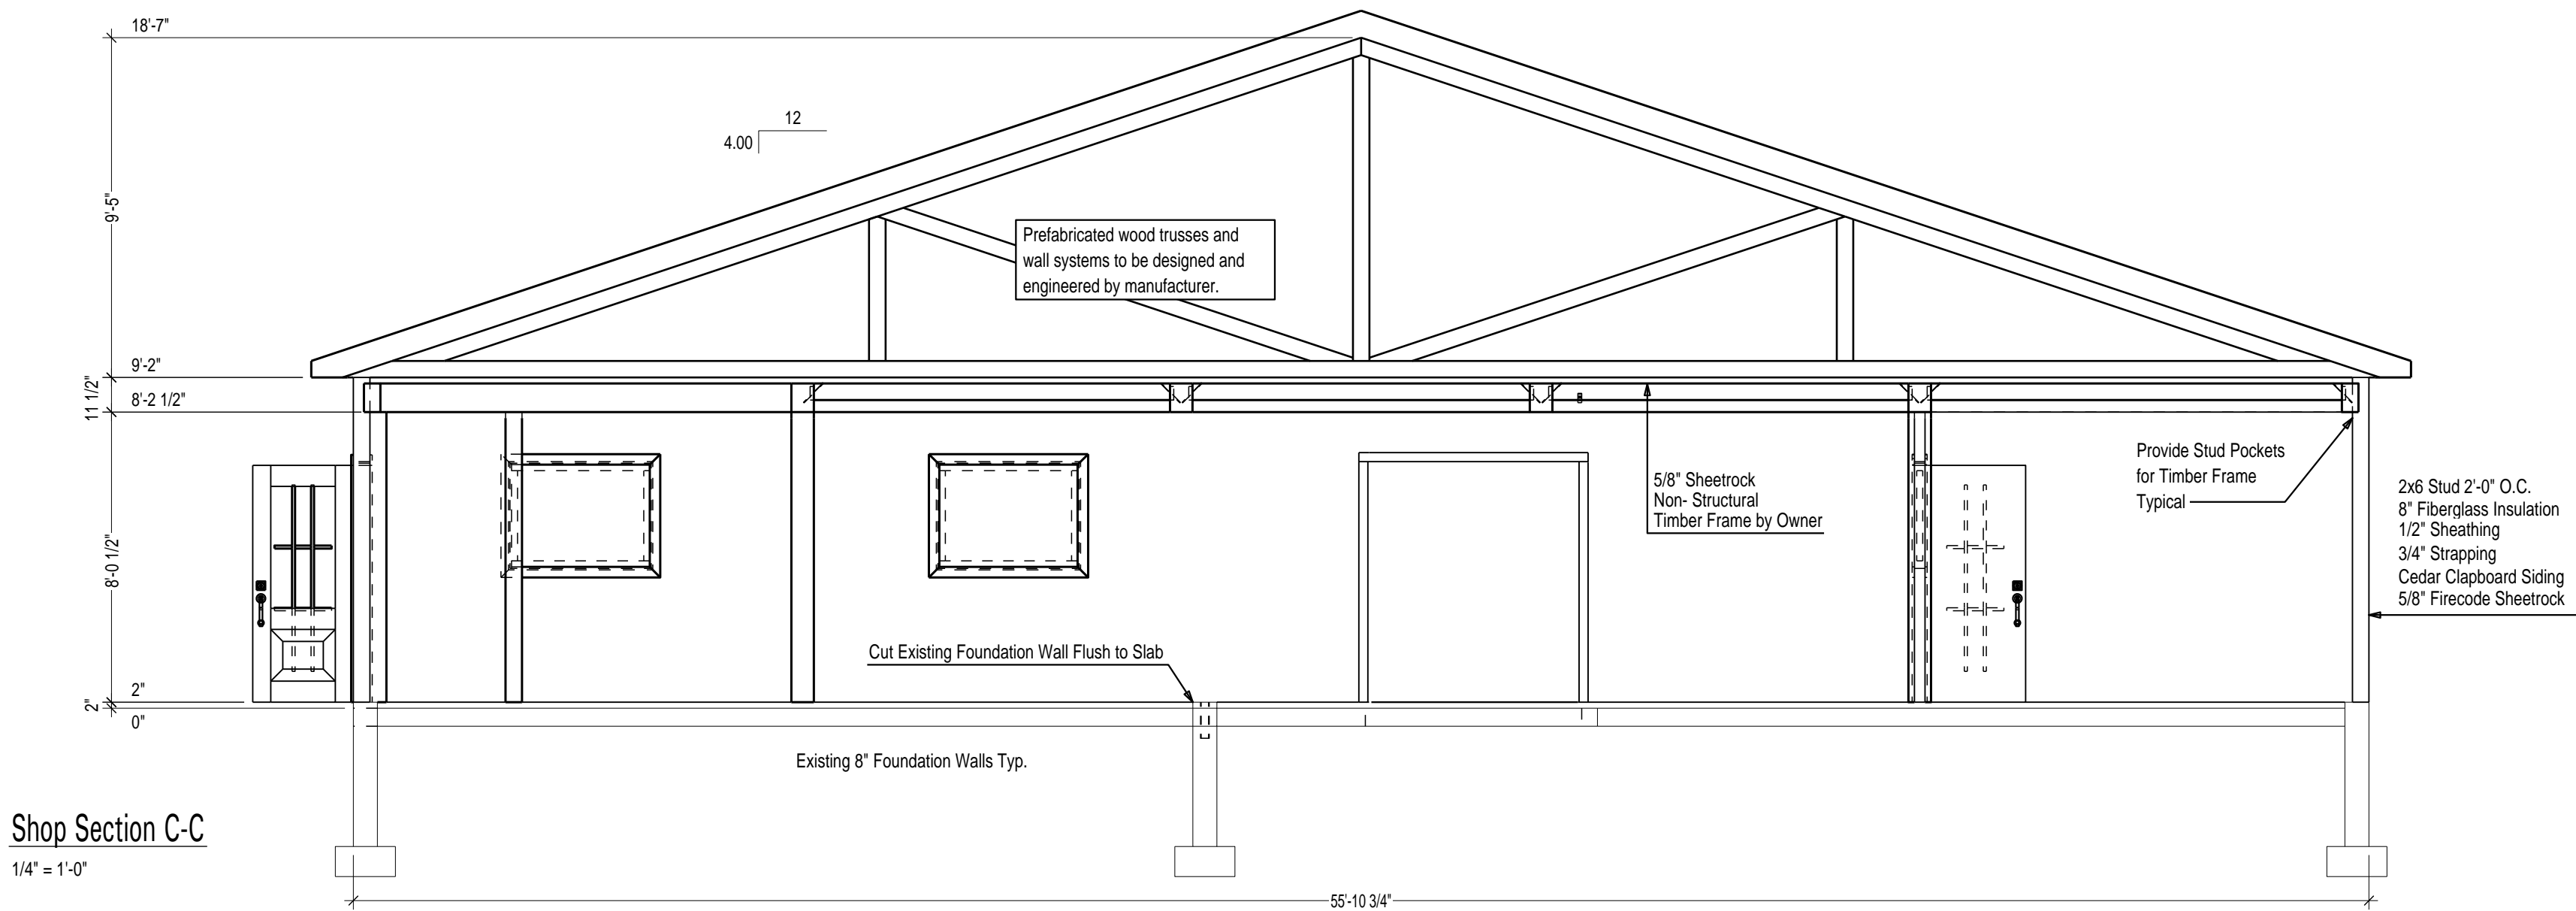 18'-7"
12
4.00
9'-5"
Prefabricated wood trusses and
wall systems to be designed and
engineered by manufacturer.
9'-2"
11 1/2"
8'-2 1/2"
8'-0 1/2"
5/8" Sheetrock
Non- Structural
Timber Frame by Owner
Provide Stud Pockets
for Timber Frame
Typical
2x6 Stud 2'-0" O.C.
8" Fiberglass Insulation
1/2" Sheathing
3/4" Strapping
Cedar Clapboard Siding
5/8" Firecode Sheetrock
Cut Existing Foundation Wall Flush to Slab
2"
2"
0"
Existing 8" Foundation Walls Typ.
Shop Section C-C
1/4" = 1'-0"
55'-10 3/4"